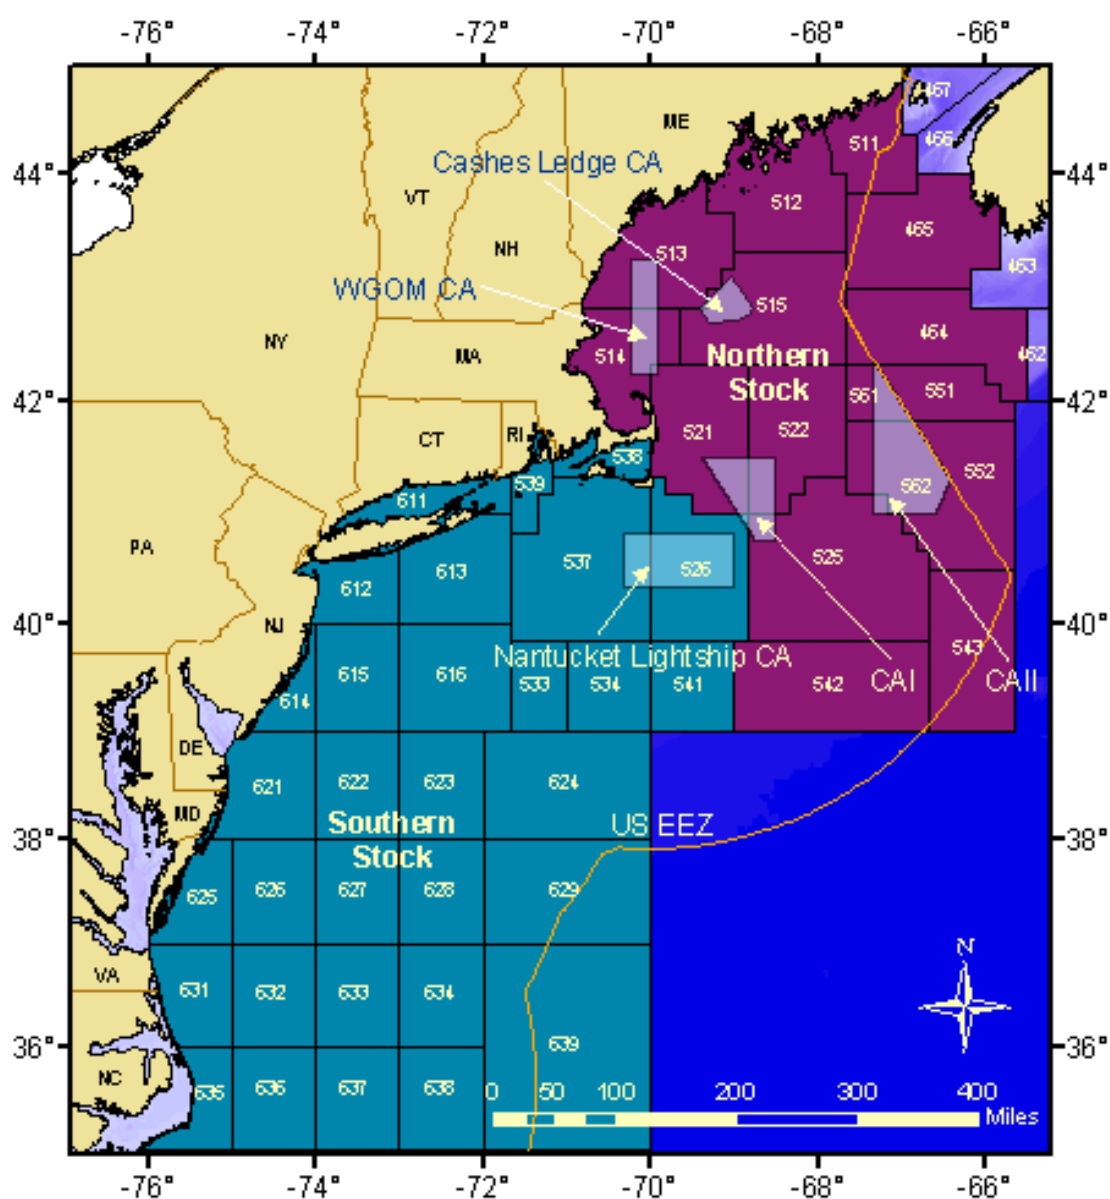 -76° -74° -72° -70° -68° -66°
467
ME
511
466
Cashes Ledge CA
44° 44°
VT
512
465
NH
513
463
WGOM CA
515
464
NY
MA
514
Northern
Stock
462
561
551
42° 42°
CT
RI
521
522
538
552
539
562
611
PA
537
525
613
526
612
40° 40°
NJ
Nantucket Lightship CA
543
615
616
533
534
541
542
CAI
CAII
614
DE
621
622
623
624
MD
Southern
Stock
US EEZ
38° 38°
625
626
627
628
629
N
VA
631
632
633
634
36° 36°
639
NC
635
636
637
638
0 50 100 200 300 400
Miles
-76° -74° -72° -70° -68° -66°